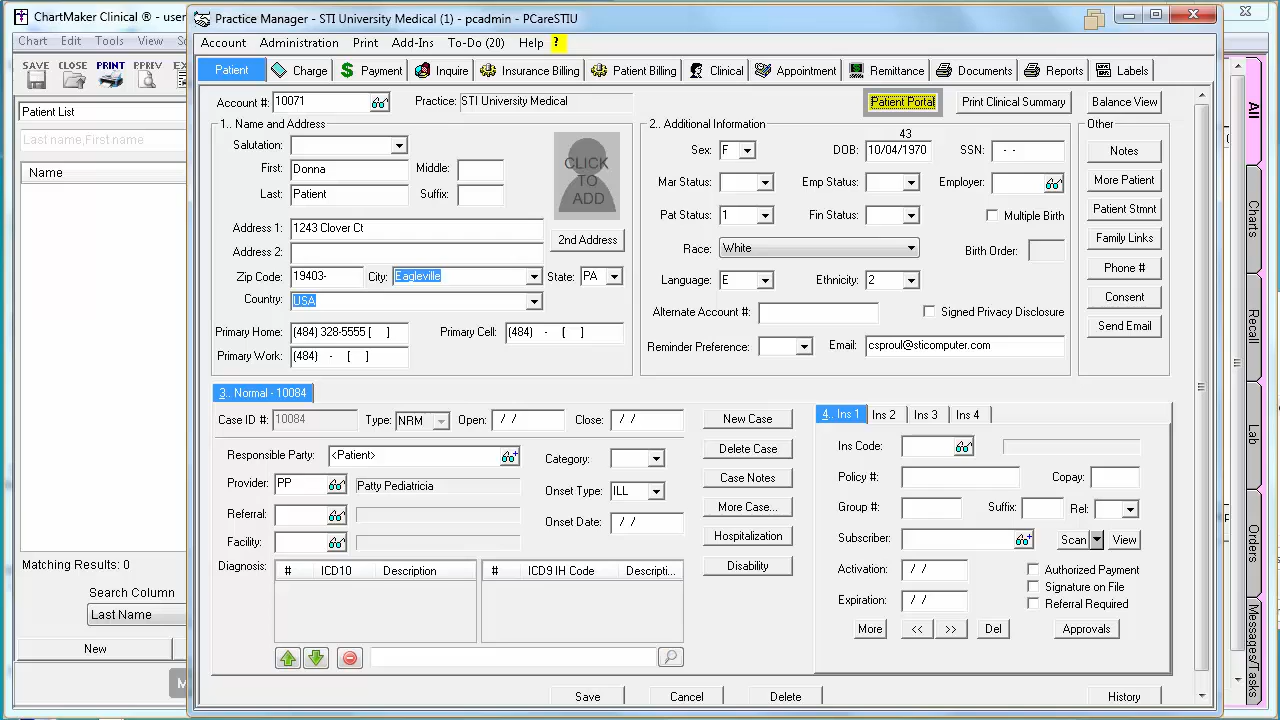 ChartMaker Clinical ® - user
Chart Edit Tools View
SAVE CLOSE PRINT PPREV
Patient List
Last name,First name
Name
Matching Results: 0
Search Column
Last Name
New
Practice Manager - STI University Medical (1) - pcadmin - PCareSTIU
Account Administration Print Add-Ins To-Do (20) Help ?
Patient Charge Payment Inquire Insurance Billing Patient Billing Clinical Appointment Remittance Documents Reports Labels
Account #: 10071 Practice: STI University Medical Patient Portal Print Clinical Summary Balance View
1.. Name and Address
Salutation:
First: Donna Middle:
Last: Patient Suffix:
CLICK
TO
ADD
Address 1: 1243 Clover Ct
Address 2: 2nd Address
Zip Code: 19403- City: Eagleville State: PA
Country: USA
Primary Home: (484) 328-5555 [ ] Primary Cell: (484) - [ ]
Primary Work: (484) - [ ]
2. Additional Information
43
Sex: F DOB: 10/04/1970 SSN: - -
Mar Status: Emp Status: Employer:
Pat Status: 1 Fin Status: Multiple Birth
Race: White Birth Order:
Language: E Ethnicity: 2
Alternate Account #: Signed Privacy Disclosure
Reminder Preference: Email: csproul@sticomputer.com
Other
Notes
More Patient
Patient Stmnt
Family Links
Phone #
Consent
Send Email
3.. Normal - 10084
Case ID #: 10084 Type: NRM Open: / / Close: / /
Responsible Party: <Patient> Category:
Provider: PP Patty Pediatricia Onset Type: ILL
Referral: Onset Date: / /
Facility:
Diagnosis: # ICD10 Description # ICD9 IH Code Descripti...
New Case
Delete Case
Case Notes
More Case...
Hospitalization
Disability
4.. Ins 1 Ins 2 Ins 3 Ins 4
Ins Code:
Policy #: Copay:
Group #: Suffix: Rel:
Subscriber: Scan View
Activation: / / Authorized Payment
Signature on File
Expiration: / / Referral Required
More << >> Del Approvals
Save Cancel Delete History
All
Charts
Recall
Lab
Orders
Messages/Tasks